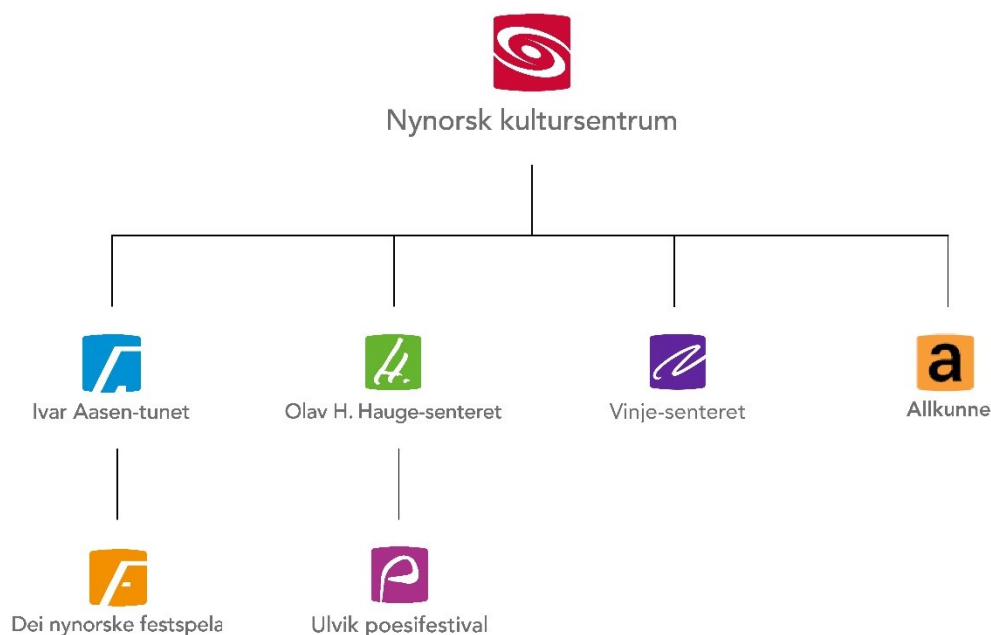 Nynorsk kultursentrum
Ivar Aasen-tunet
Olav H. Hauge-senteret
Vinje-senteret
a
Allkunne
Dei nynorske festspela
Ulvik poesifestival